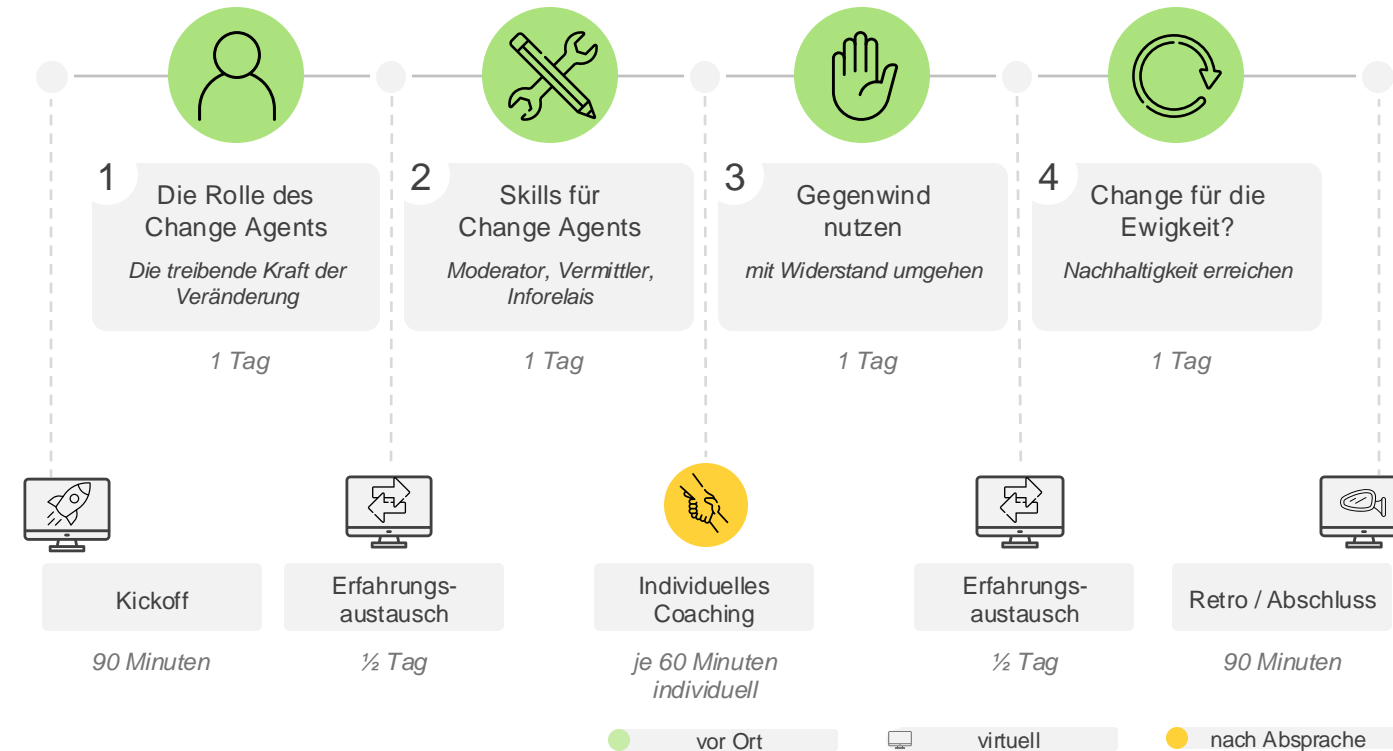 1
Die Rolle des
Change Agents
Die treibende Kraft der
Veränderung
1 Tag
2
Skills für
Change Agents
Moderator, Vermittler,
Inforelais
1 Tag
3
Gegenwind
nutzen
mit Widerstand umgehen
1 Tag
4
Change für die
Ewigkeit?
Nachhaltigkeit erreichen
1 Tag
Kickoff
90 Minuten
Erfahrungs-
austausch
½ Tag
Individuelles
Coaching
je 60 Minuten
individuell
Erfahrungs-
austausch
½ Tag
Retro / Abschluss
90 Minuten
vor Ort
virtuell
nach Absprache